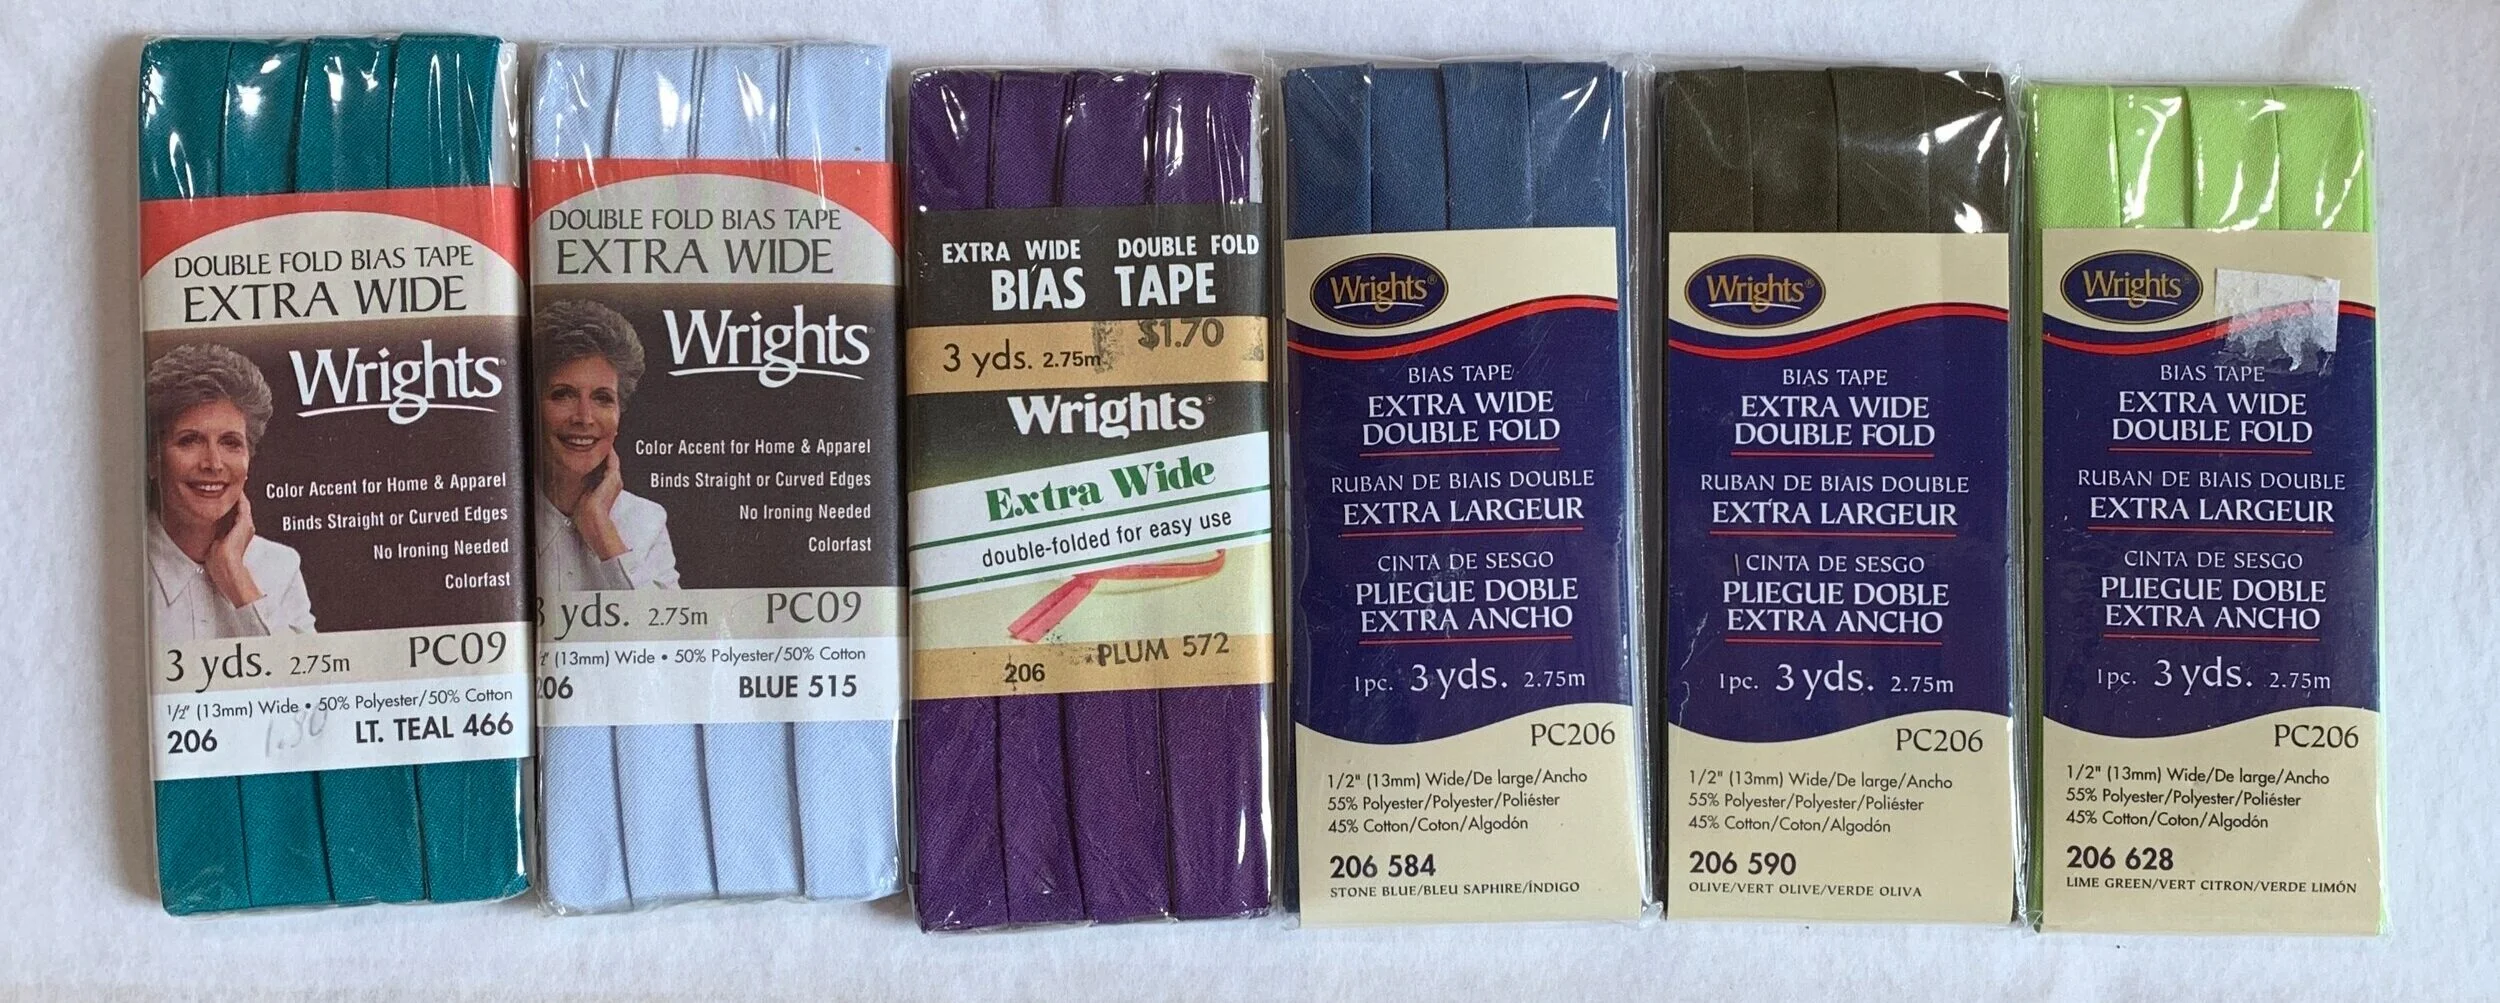 DOUBLE FOLD BIAS TAPE
EXTRA WIDE
Wrights
Color Accent for Home & Apparel
Binds Straight or Curved Edges
No Ironing Needed
Colorfast
3 yds. 2.75m PC09
1/2" (13mm) Wide • 50% Polyester/50% Cotton
206 1.30 LT. TEAL 466
DOUBLE FOLD BIAS TAPE
EXTRA WIDE
Wrights
Color Accent for Home & Apparel
Binds Straight or Curved Edges
No Ironing Needed
Colorfast
3 yds. 2.75m PC09
(13mm) Wide • 50% Polyester/50% Cotton
206 BLUE 515
EXTRA WIDE DOUBLE FOLD
BIAS TAPE
$1.70
3 yds. 2.75m
Wrights®
Extra Wide
double-folded for easy use
206 PLUM 572
Wrights®
BIAS TAPE
EXTRA WIDE
DOUBLE FOLD
RUBAN DE BIAIS DOUBLE
EXTRA LARGEUR
CINTA DE SESGO
PLIEGUE DOBLE
EXTRA ANCHO
1pc. 3 yds. 2.75m
PC206
1/2" (13mm) Wide/De large/Ancho
55% Polyester/Polyester/Poliéster
45% Cotton/Coton/Algodón
206 584
STONE BLUE/BLEU SAPHIRE/ÍNDIGO
Wrights®
BIAS TAPE
EXTRA WIDE
DOUBLE FOLD
RUBAN DE BIAIS DOUBLE
EXTRA LARGEUR
CINTA DE SESGO
PLIEGUE DOBLE
EXTRA ANCHO
1pc. 3 yds. 2.75m
PC206
1/2" (13mm) Wide/De large/Ancho
55% Polyester/Polyester/Poliéster
45% Cotton/Coton/Algodón
206 590
OLIVE/VERT OLIVE/VERDE OLIVA
Wrights®
BIAS TAPE
EXTRA WIDE
DOUBLE FOLD
RUBAN DE BIAIS DOUBLE
EXTRA LARGEUR
CINTA DE SESGO
PLIEGUE DOBLE
EXTRA ANCHO
1pc. 3 yds. 2.75m
PC206
1/2" (13mm) Wide/De large/Ancho
55% Polyester/Polyester/Poliéster
45% Cotton/Coton/Algodón
206 628
LIME GREEN/VERT CITRON/VERDE LIMÓN